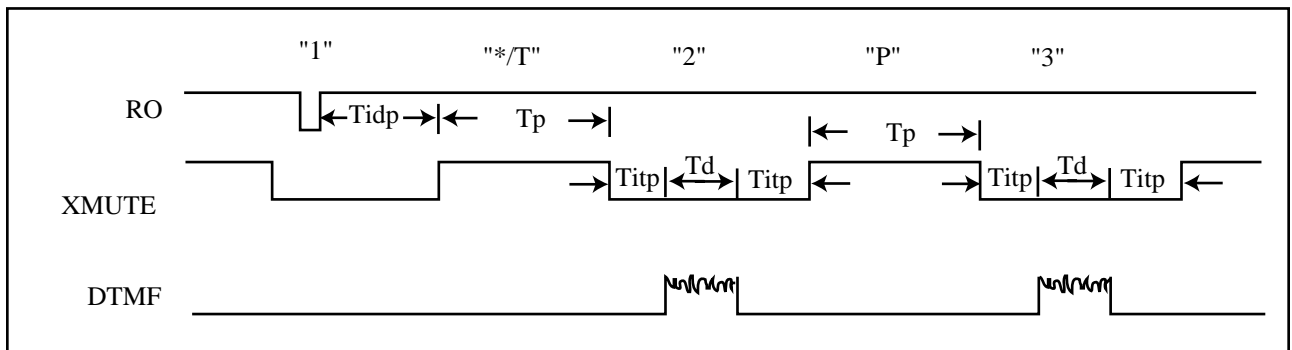 "1" "*/T" "2" "P" "3"
RO
Tidp Tp Tp
XMUTE
Titp Td Titp Titp Td Titp
DTMF